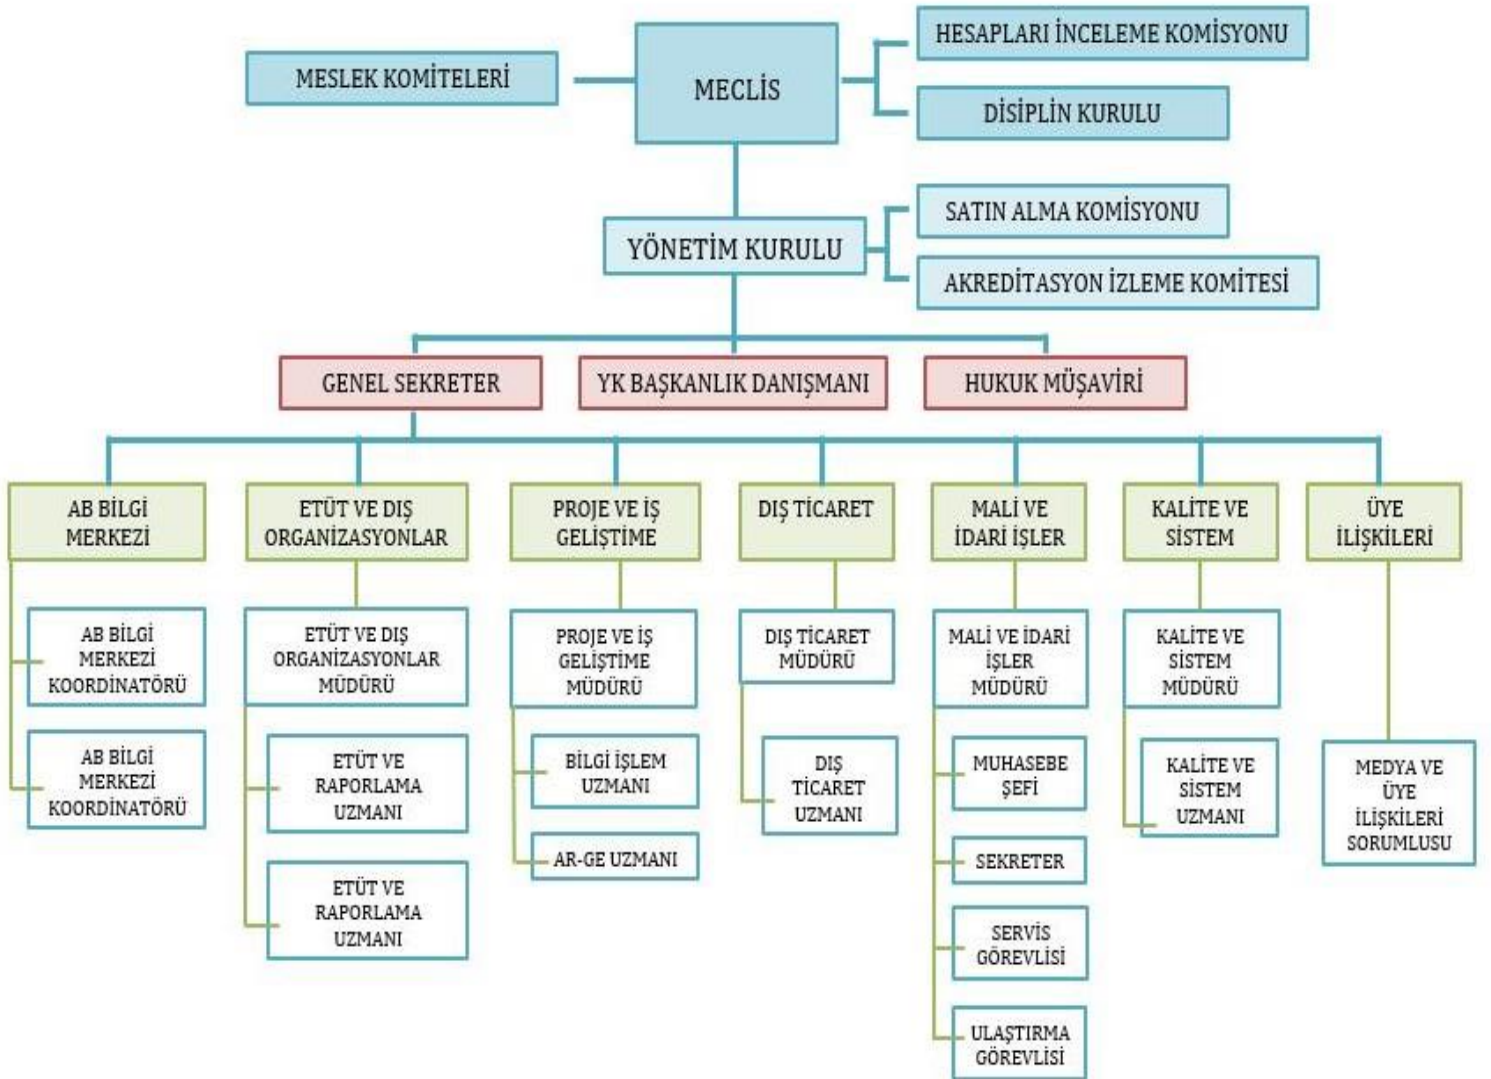 HESAPLARI İNCELEME KOMİSYONU
MESLEK KOMİTELERİ
MECLİS
DİSİPLİN KURULU
SATIN ALMA KOMİSYONU
YÖNETİM KURULU
AKREDİTASYON İZLEME KOMİTESİ
GENEL SEKRETER
YK BAŞKANLIK DANIŞMANI
HUKUK MÜŞAVİRİ
AB BİLGİ
MERKEZİ
ETÜT VE DIŞ
ORGANİZASYONLAR
PROJE VE İŞ
GELİŞTİME
DIŞ TİCARET
MALİ VE
İDARİ İŞLER
KALİTE VE
SİSTEM
ÜYE
İLİŞKİLERİ
AB BİLGİ
MERKEZİ
KOORDİNATÖRÜ
AB BİLGİ
MERKEZİ
KOORDİNATÖRÜ
ETÜT VE DIŞ
ORGANİZASYONLAR
MÜDÜRÜ
ETÜT VE
RAPORLAMA
UZMANI
ETÜT VE
RAPORLAMA
UZMANI
PROJE VE İŞ
GELİŞTİME
MÜDÜRÜ
BİLGİ İŞLEM
UZMANI
AR-GE UZMANI
DIŞ TİCARET
MÜDÜRÜ
DIŞ
TİCARET
UZMANI
MALİ VE İDARİ
İŞLER
MÜDÜRÜ
MUHASEBE
ŞEFİ
SEKRETER
SERVİS
GÖREVLİSİ
ULAŞTIRMA
GÖREVLİSİ
KALİTE VE
SİSTEM
MÜDÜRÜ
KALİTE VE
SİSTEM
UZMANI
MEDYA VE
ÜYE
İLİŞKİLERİ
SORUMLUSU